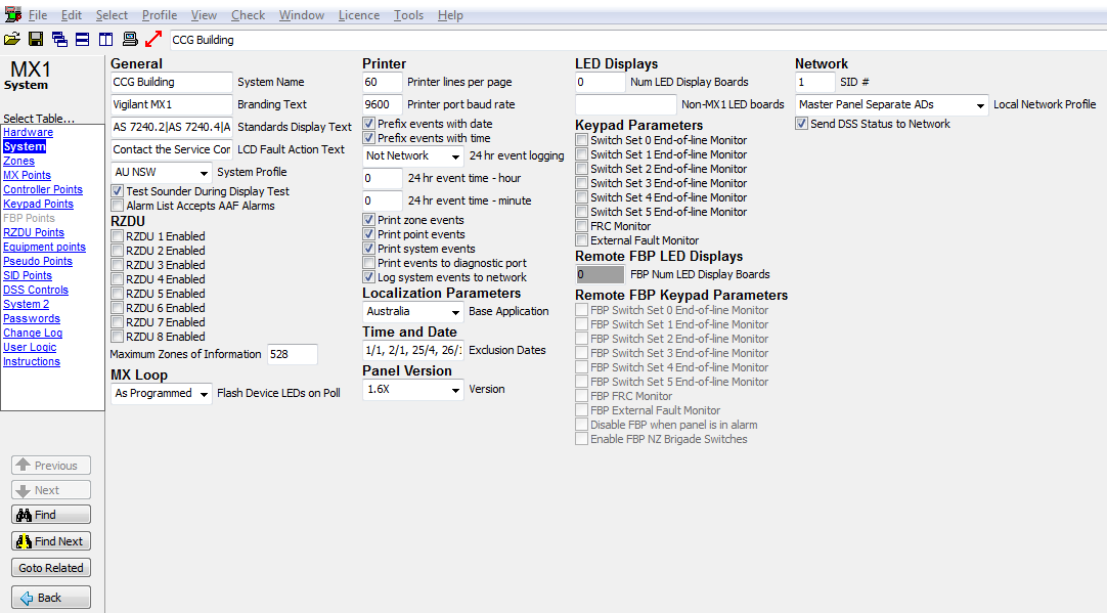 File Edit Select Profile View Check Window Licence Tools Help
CCG Building
MX1
System
Select Table...
Hardware
System
Zones
MX Points
Controller Points
Keypad Points
FBP Points
RZDU Points
Equipment points
Pseudo Points
SID Points
DSS Controls
System 2
Passwords
Change Log
User Logic
Instructions
Previous
Next
Find
Find Next
Goto Related
Back
General
CCG Building System Name
Vigilant MX1 Branding Text
AS 7240.2|AS 7240.4|A Standards Display Text
Contact the Service Cor LCD Fault Action Text
AU NSW System Profile
Test Sounder During Display Test
Alarm List Accepts AAF Alarms
RZDU
RZDU 1 Enabled
RZDU 2 Enabled
RZDU 3 Enabled
RZDU 4 Enabled
RZDU 5 Enabled
RZDU 6 Enabled
RZDU 7 Enabled
RZDU 8 Enabled
Maximum Zones of Information 528
MX Loop
As Programmed Flash Device LEDs on Poll
Printer
60 Printer lines per page
9600 Printer port baud rate
Prefix events with date
Prefix events with time
Not Network 24 hr event logging
0 24 hr event time - hour
0 24 hr event time - minute
Print zone events
Print point events
Print system events
Print events to diagnostic port
Log system events to network
Localization Parameters
Australia Base Application
Time and Date
1/1, 2/1, 25/4, 26/: Exclusion Dates
Panel Version
1.6X Version
LED Displays
0 Num LED Display Boards
Non-MX1 LED boards
Keypad Parameters
Switch Set 0 End-of-line Monitor
Switch Set 1 End-of-line Monitor
Switch Set 2 End-of-line Monitor
Switch Set 3 End-of-line Monitor
Switch Set 4 End-of-line Monitor
Switch Set 5 End-of-line Monitor
FRC Monitor
External Fault Monitor
Remote FBP LED Displays
0 FBP Num LED Display Boards
Remote FBP Keypad Parameters
FBP Switch Set 0 End-of-line Monitor
FBP Switch Set 1 End-of-line Monitor
FBP Switch Set 2 End-of-line Monitor
FBP Switch Set 3 End-of-line Monitor
FBP Switch Set 4 End-of-line Monitor
FBP Switch Set 5 End-of-line Monitor
FBP FRC Monitor
FBP External Fault Monitor
Disable FBP when panel is in alarm
Enable FBP NZ Brigade Switches
Network
1 SID #
Master Panel Separate ADs Local Network Profile
Send DSS Status to Network